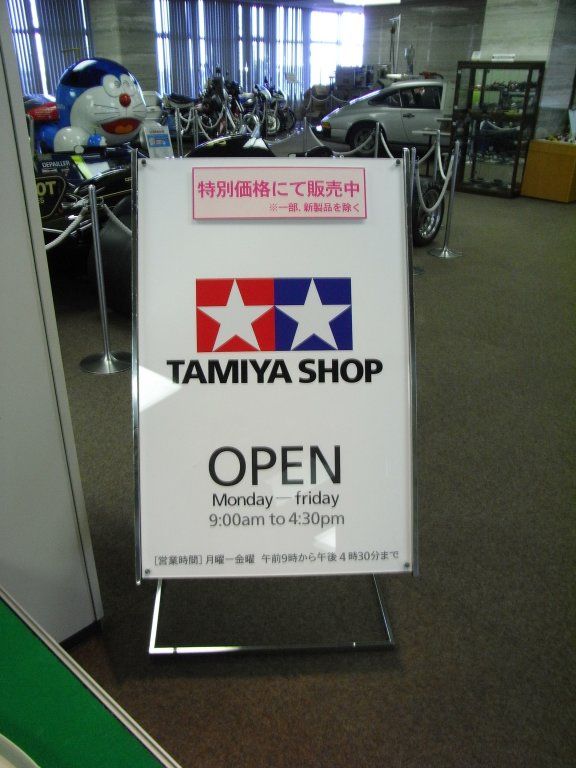 特別価格にて販売中
※一部、新製品を除く
TAMIYA SHOP
OPEN
Monday—friday
9:00am to 4:30pm
[営業時間] 月曜ー金曜 午前9時から午後4時30分まで
DEPAILLER